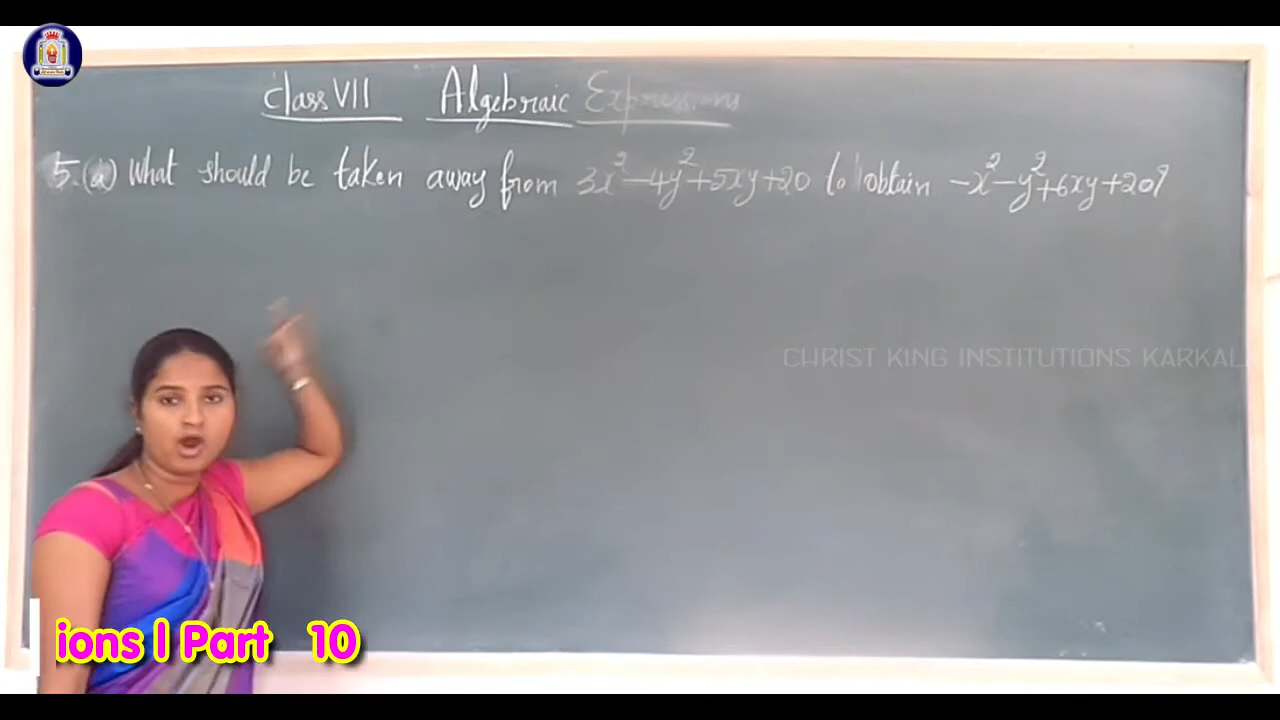 Class VII Algebraic Expressions
5.(a) What should be taken away from 3x²-4y²+5xy+20 to obtain -x²-y²+6xy+20?
CHRIST KING INSTITUTIONS KARKALA
ions | Part 10